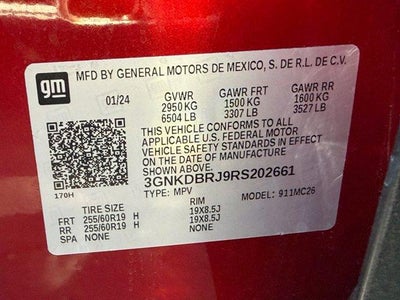 gm
MFD BY GENERAL MOTORS DE MEXICO, S. DE R.L. DE C.V.
01/24 GVWR GAWR FRT GAWR RR
2950 KG 1500 KG 1600 KG
6504 LB 3307 LB 3527 LB
THIS VEHICLE CONFORMS TO ALL
APPLICABLE U.S. FEDERAL MOTOR
VEHICLE SAFETY STANDARDS IN EFFECT
ON THE DATE OF MANUFACTURE
SHOWN ABOVE.
3GNKDBRJ9RS202661
170H TYPE: MPV MODEL: 911MC26
TIRE SIZE RIM
FRT 255/60R19 H 19X8.5J
RR 255/60R19 H 19X8.5J
SPA NONE NONE